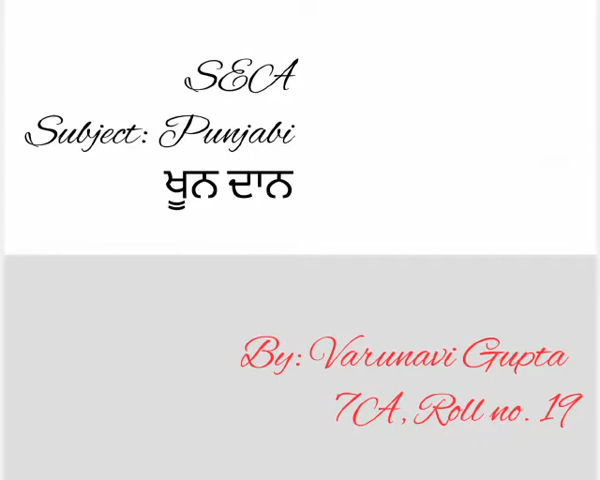 SEA
Subject: Punjabi
ਖੂਨ ਦਾਨ
By: Varunavi Gupta
7A, Roll no. 19